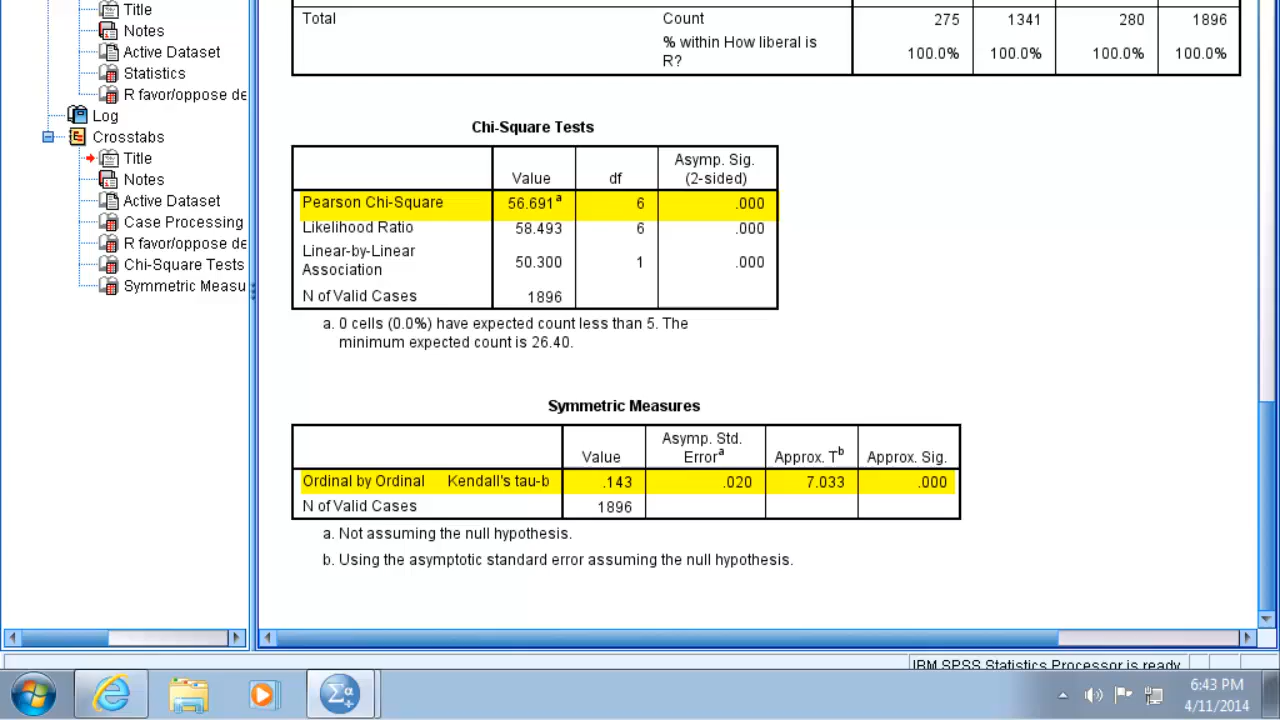 Title
Notes
Active Dataset
Statistics
R favor/oppose de
Log
Crosstabs
Title
Notes
Active Dataset
Case Processing
R favor/oppose de
Chi-Square Tests
Symmetric Measu
Total Count 275 1341 280 1896
% within How liberal is
R? 100.0% 100.0% 100.0% 100.0%
Chi-Square Tests
Value df Asymp. Sig.
(2-sided)
Pearson Chi-Square 56.691a 6 .000
Likelihood Ratio 58.493 6 .000
Linear-by-Linear
Association 50.300 1 .000
N of Valid Cases 1896
a. 0 cells (0.0%) have expected count less than 5. The
minimum expected count is 26.40.
Symmetric Measures
Value Asymp. Std.
Errora Approx. Tb Approx. Sig.
Ordinal by Ordinal Kendall's tau-b .143 .020 7.033 .000
N of Valid Cases 1896
a. Not assuming the null hypothesis.
b. Using the asymptotic standard error assuming the null hypothesis.
IBM SPSS Statistics Processor is ready
Σα
6:43 PM
4/11/2014